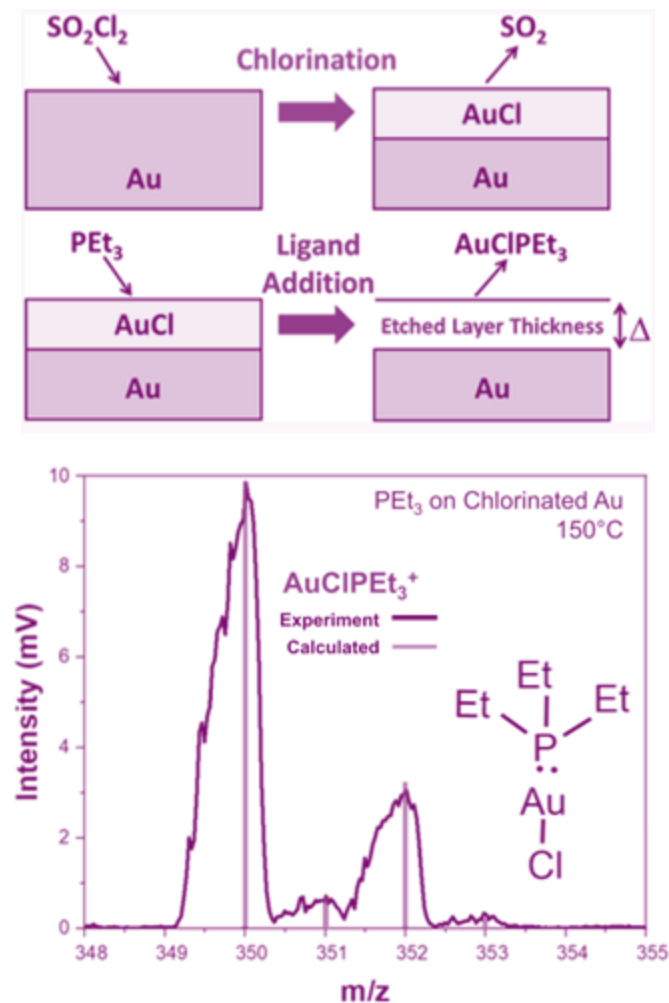 SO₂Cl₂
SO₂
Chlorination
AuCl
Au
Au
PEt₃
Ligand
Addition
AuClPEt₃
AuCl
Etched Layer Thickness
Δ
Au
Au
10
8
6
4
2
0
Intensity (mV)
PEt₃ on Chlorinated Au
150°C
AuClPEt₃⁺
Experiment
Calculated
Et
Et
Et
P
Au
Cl
348 349 350 351 352 353 354 355
m/z